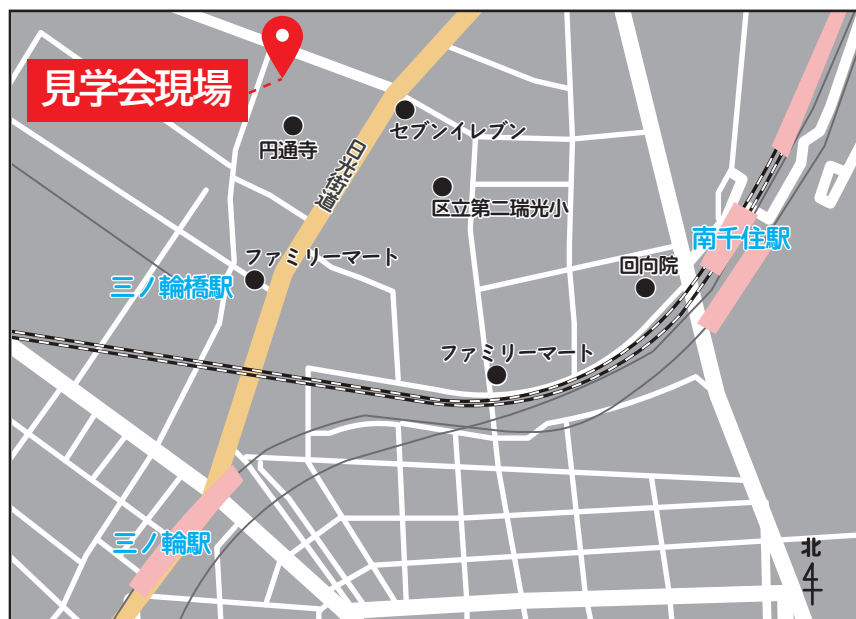 見学会現場
円通寺
セブンイレブン
日光街道
区立第二瑞光小
ファミリーマート
三ノ輪橋駅
南千住駅
回向院
ファミリーマート
三ノ輪駅
北